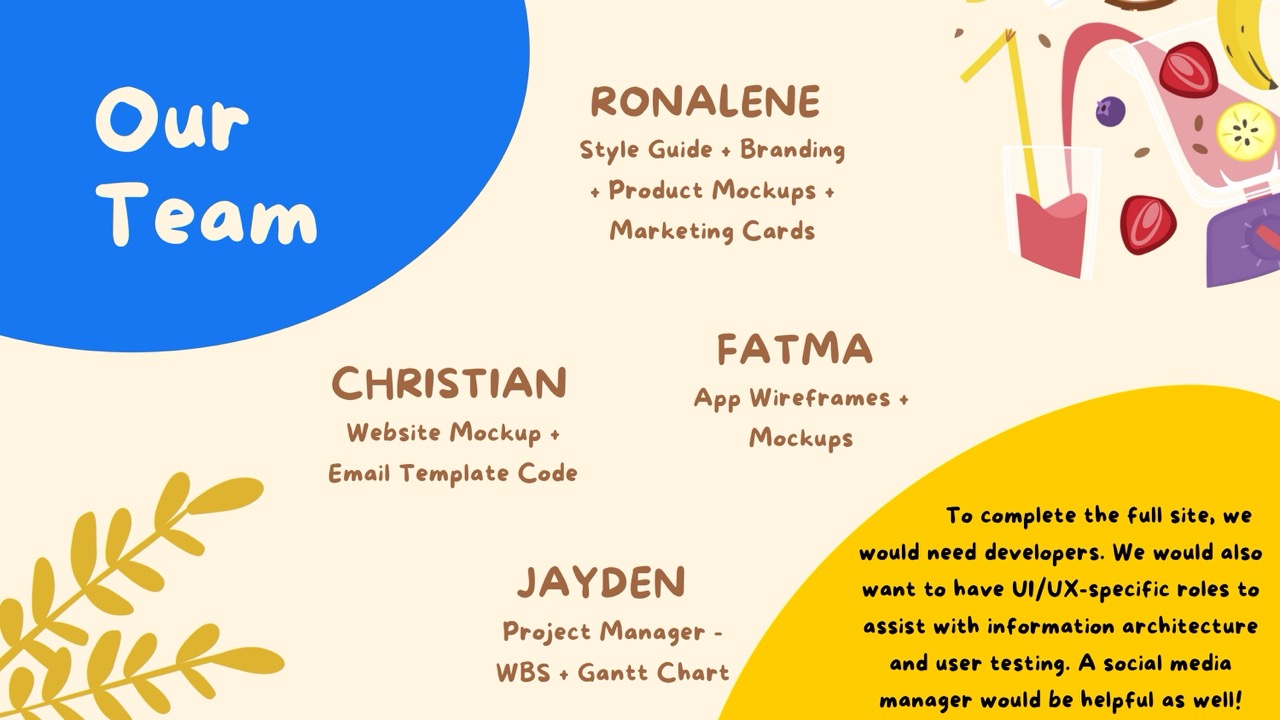 Our
Team
RONALENE
Style Guide + Branding
+ Product Mockups +
Marketing Cards
FATMA
App Wireframes +
Mockups
CHRISTIAN
Website Mockup +
Email Template Code
JAYDEN
Project Manager -
WBS + Gantt Chart
To complete the full site, we
would need developers. We would also
want to have UI/UX-specific roles to
assist with information architecture
and user testing. A social media
manager would be helpful as well!